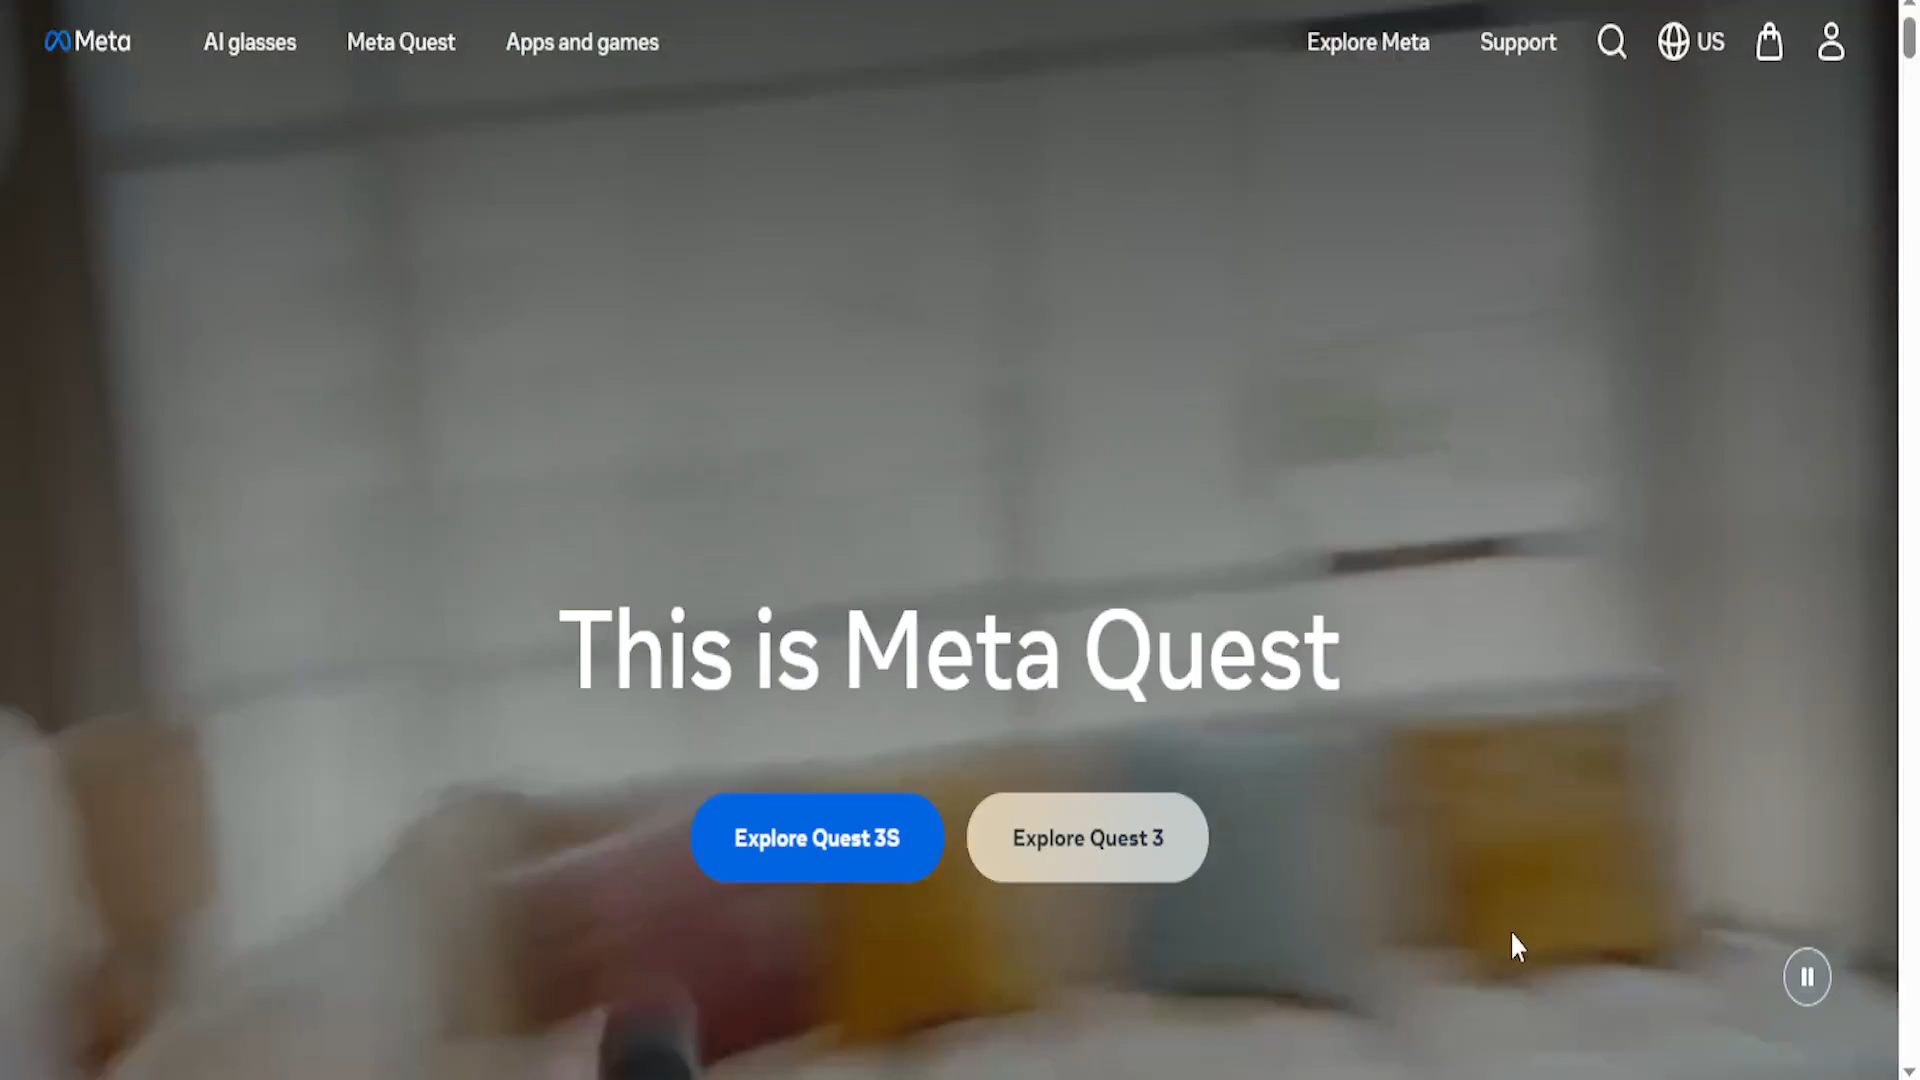 Meta
AI glasses
Meta Quest
Apps and games
Explore Meta
Support
US
This is Meta Quest
Explore Quest 3S
Explore Quest 3